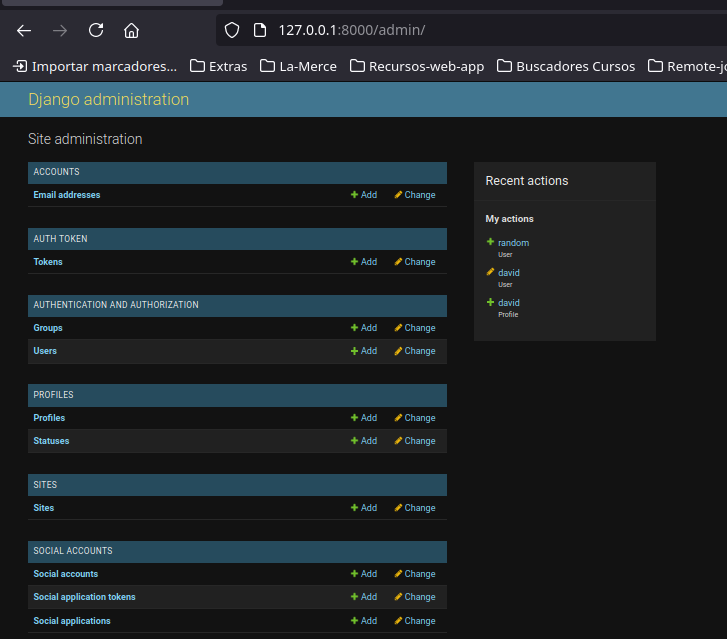 127.0.0.1:8000/admin/
Importar marcadores... Extras La-Merce Recursos-web-app Buscadores Cursos
Django administration
Site administration
ACCOUNTS
Email addresses Add Change
AUTH TOKEN
Tokens Add Change
AUTHENTICATION AND AUTHORIZATION
Groups Add Change
Users Add Change
PROFILES
Profiles Add Change
Statuses Add Change
SITES
Sites Add Change
SOCIAL ACCOUNTS
Social accounts Add Change
Social application tokens Add Change
Social applications Add Change
Recent actions
My actions
random
User
david
User
david
Profile